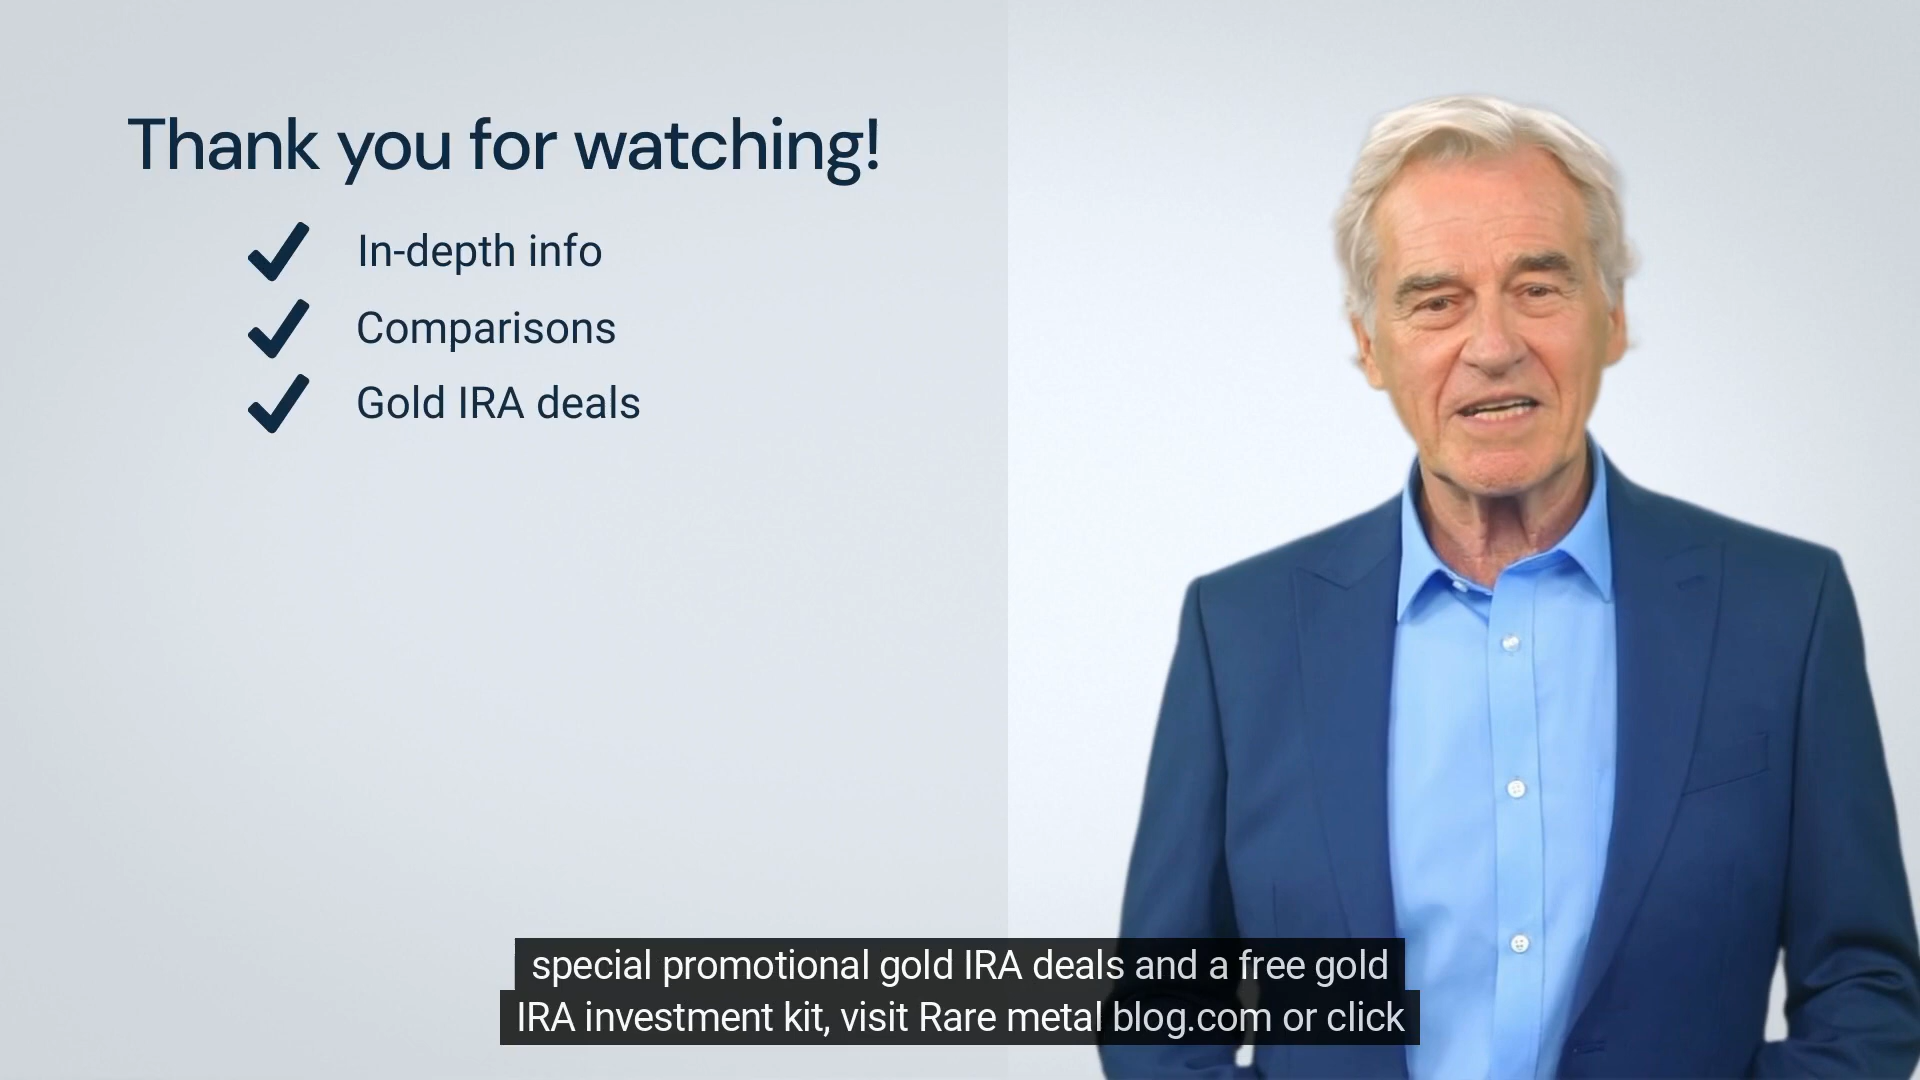 Thank you for watching!
In-depth info
Comparisons
Gold IRA deals
special promotional gold IRA deals and a free gold
IRA investment kit, visit Rare metal blog.com or click